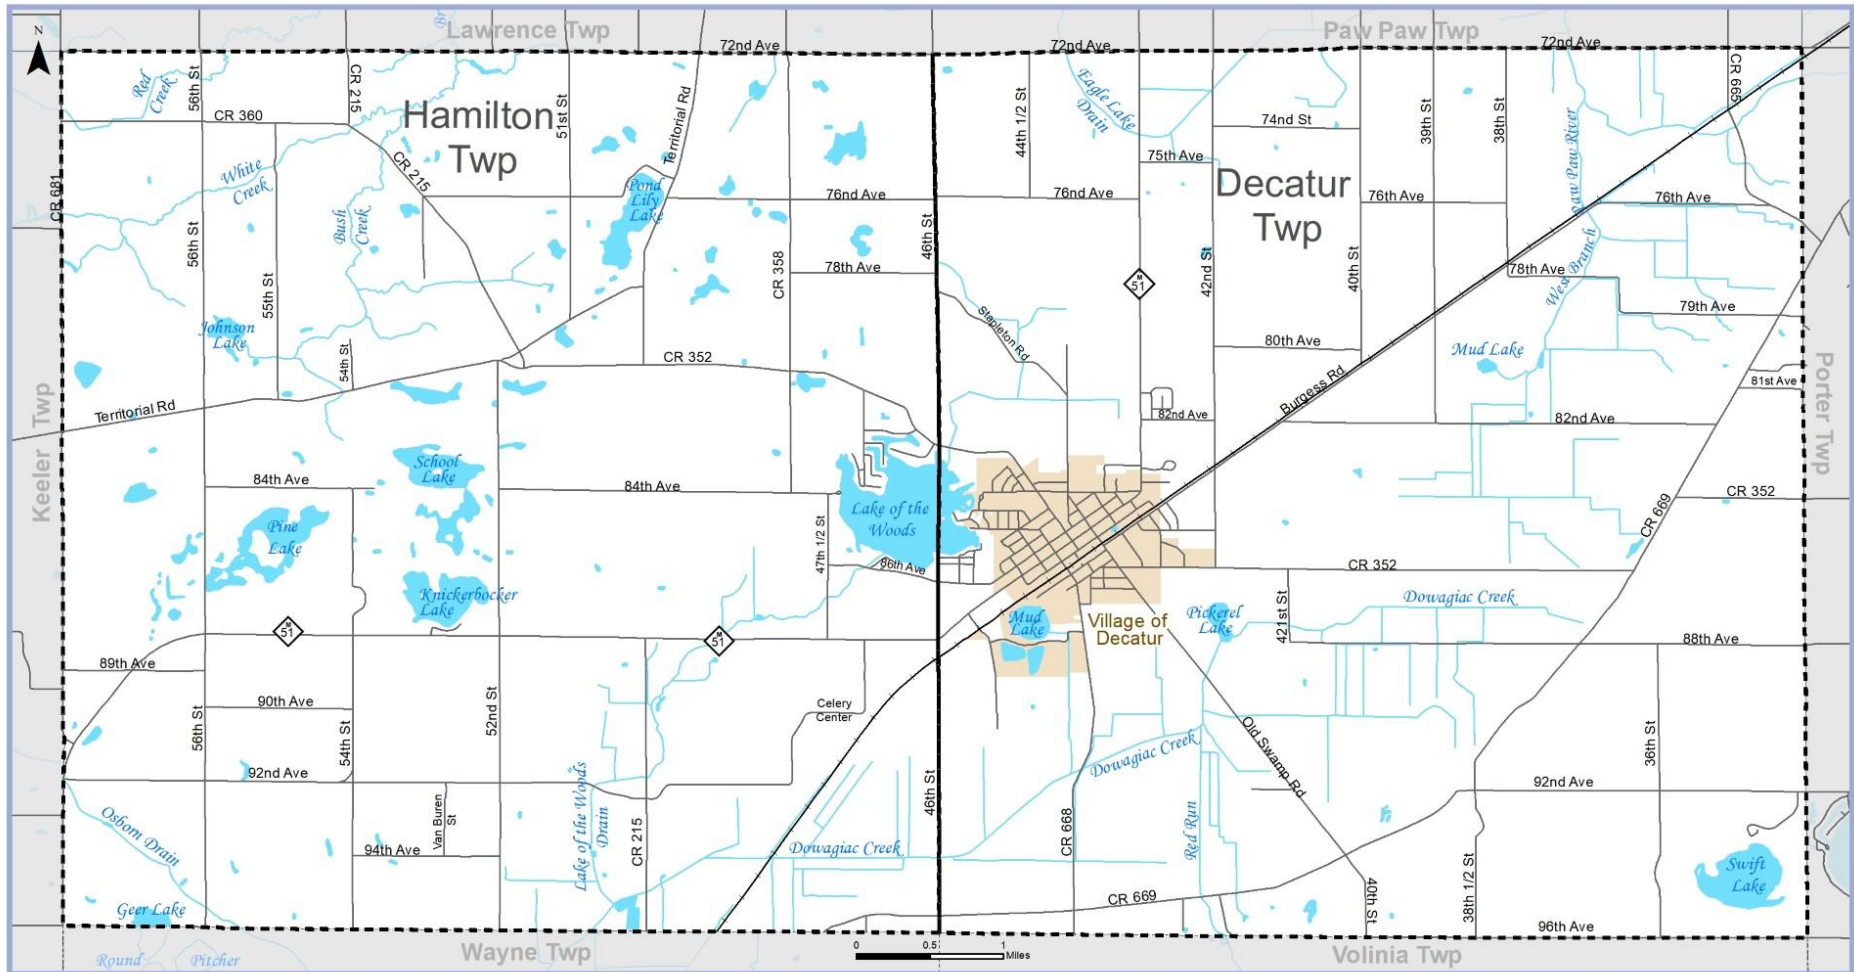 N
Lawrence Twp
Paw Paw Twp
72nd Ave
72nd Ave
72nd Ave
Br
Red
Creek
56th St
CR 215
Hamilton
Twp
51st St
Territorial Rd
44th 1/2 St
Eagle Lake
Drain
74nd St
39th St
38th St
CR 665
CR 360
CR 215
White
Creek
Bush
Creek
Pond
Lily
Lake
75th Ave
Decatur
Twp
Paw Paw River
West Branch
CR 681
76nd Ave
76nd Ave
76th Ave
76th Ave
56th St
55th St
46th St
CR 358
78th Ave
M
51
42nd St
40th St
78th Ave
79th Ave
Johnson
Lake
54th St
CR 352
Stapleton Rd
80th Ave
Mud Lake
Burgess Rd
81st Ave
Porter Twp
Keeler Twp
Territorial Rd
82nd Ave
82nd Ave
School
Lake
84th Ave
84th Ave
Lake of the
Woods
CR 352
CR 669
Pine
Lake
47th 1/2 St
86th Ave
CR 352
Knickerbocker
Lake
Dowagiac Creek
421st St
Pickerel
Lake
Mud
Lake
Village of
Decatur
M
51
M
51
88th Ave
89th Ave
90th Ave
56th St
54th St
52nd St
Celery
Center
Old Swamp Rd
36th St
Dowagiac Creek
92nd Ave
92nd Ave
Osborn Drain
Van Buren
St
94th Ave
Lake of the Woods
Drain
CR 215
46th St
Dowagiac Creek
CR 668
Red Run
38th 1/2 St
Swift
Lake
Geer Lake
CR 669
40th St
96th Ave
Round
Pitcher
Wayne Twp
0
0.5
1
Miles
Volinia Twp